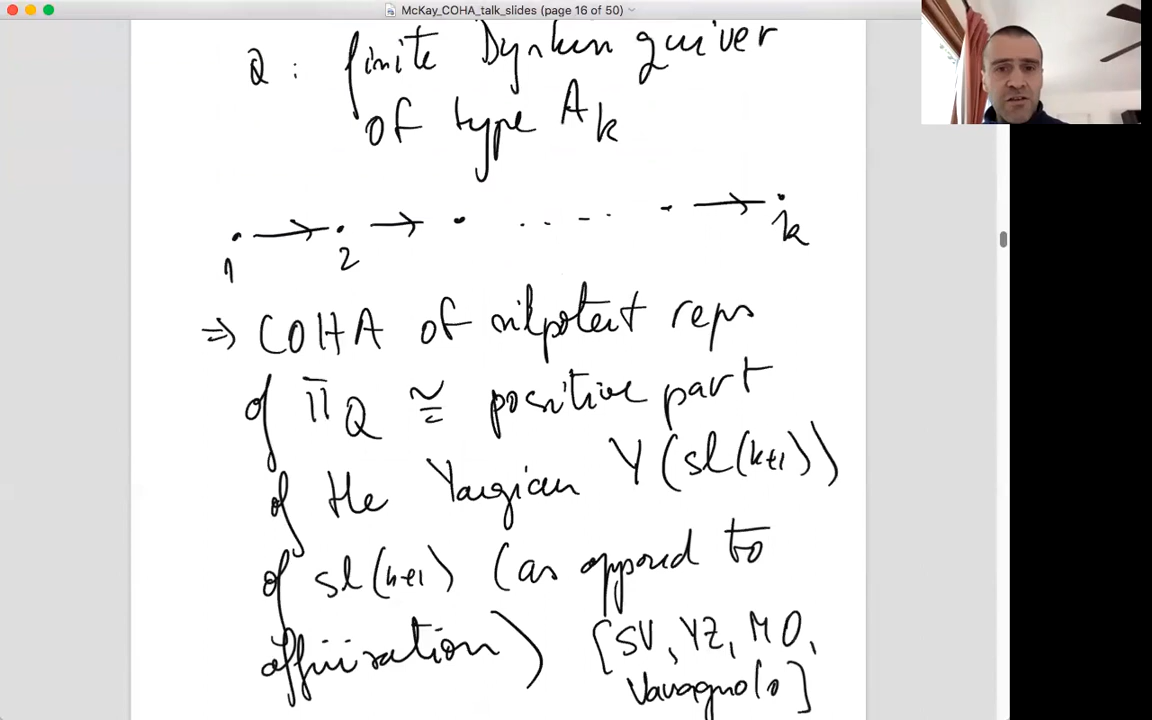 McKay_COHA_talk_slides (page 16 of 50)
Q : finite Dynkin quiver
of type A_k
1 2 k
⇒ COHA of nilpotent reps
of Π_Q ≅ positive part
of the Yangian Y(sl(k+1))
of sl(k+1) (as opposed to
affinization) [SV, YZ, MO,
Varagnolo]